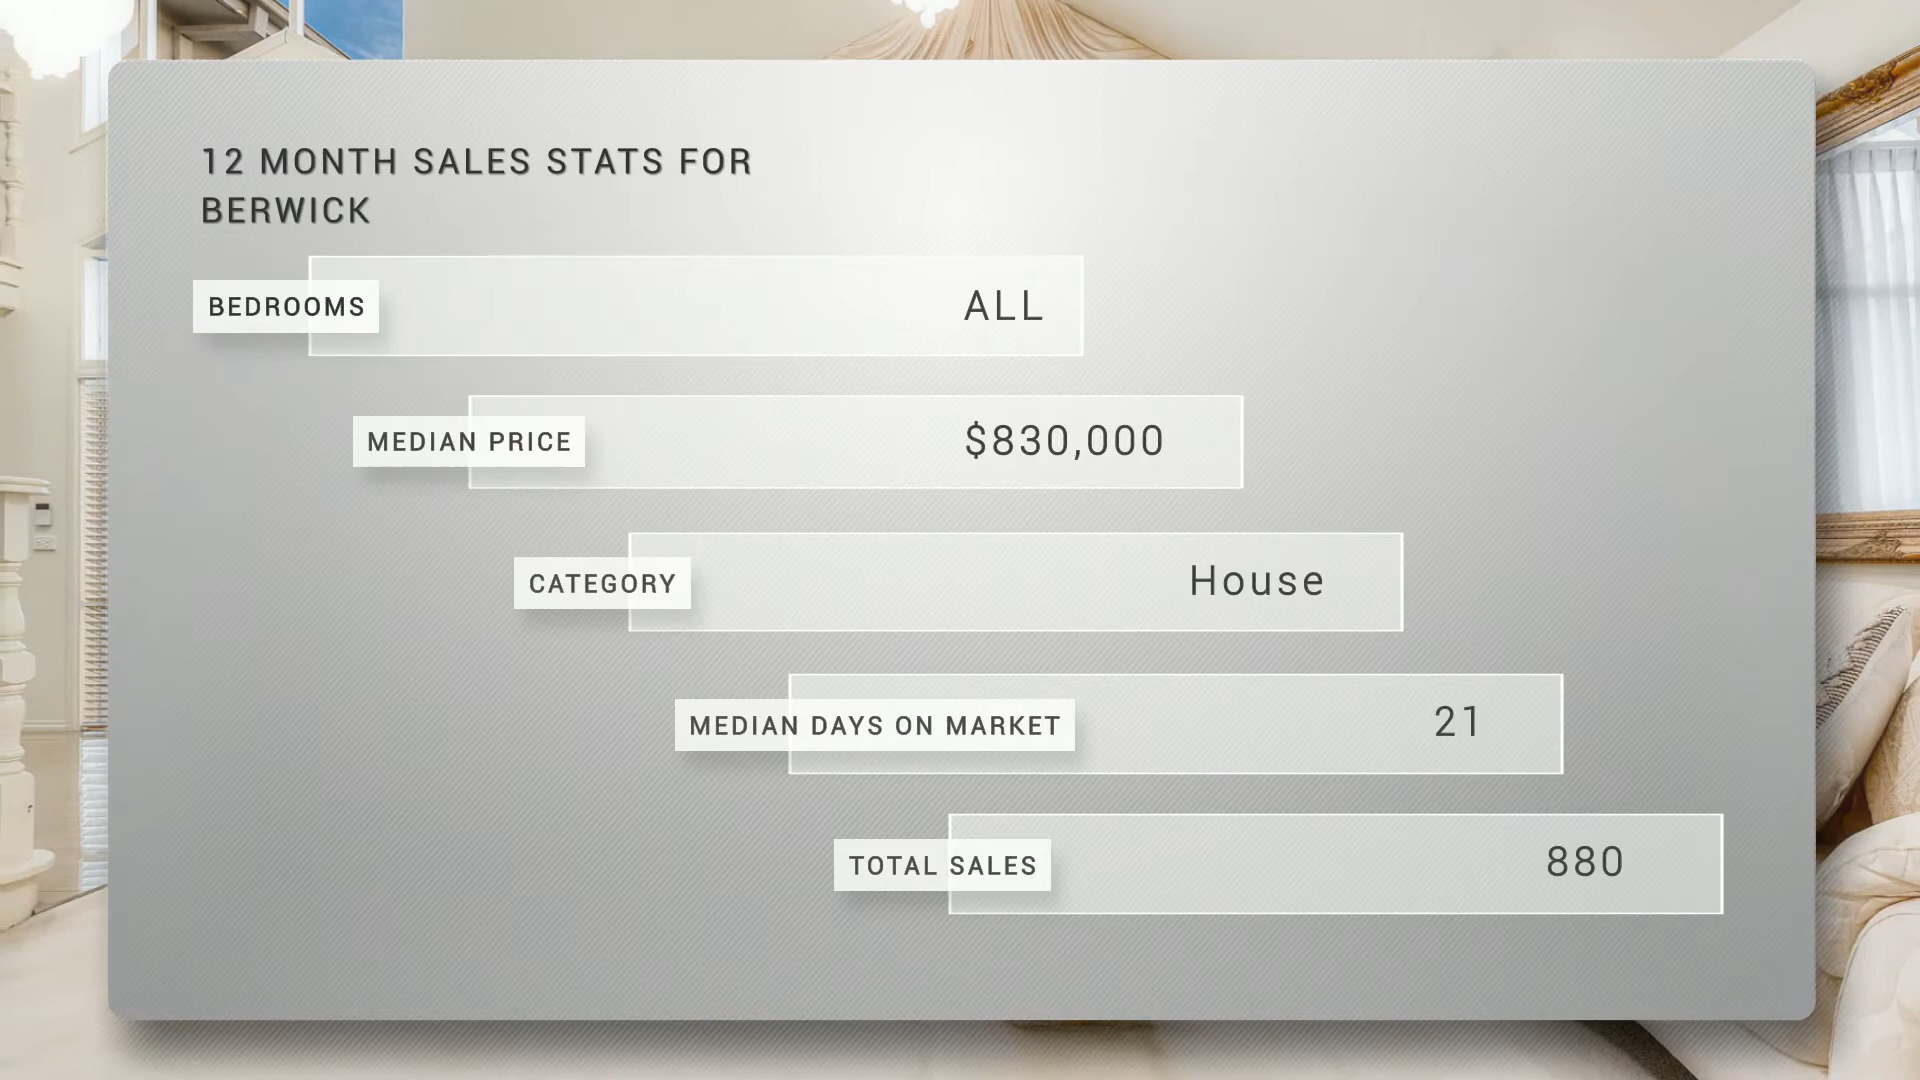 12 MONTH SALES STATS FOR
BERWICK
BEDROOMS ALL
MEDIAN PRICE $830,000
CATEGORY House
MEDIAN DAYS ON MARKET 21
TOTAL SALES 880